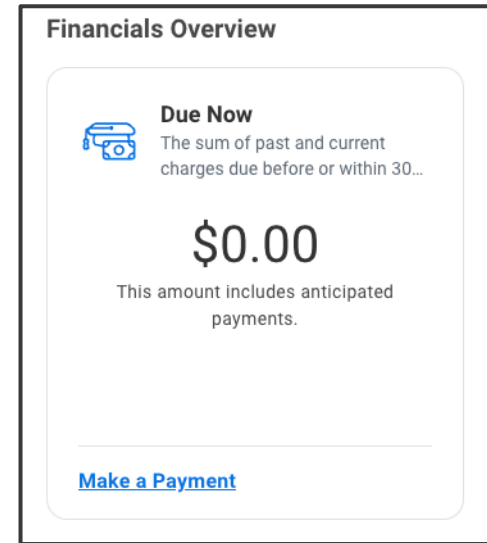 Financials Overview
Due Now
The sum of past and current
charges due before or within 30...
$0.00
This amount includes anticipated
payments.
Make a Payment